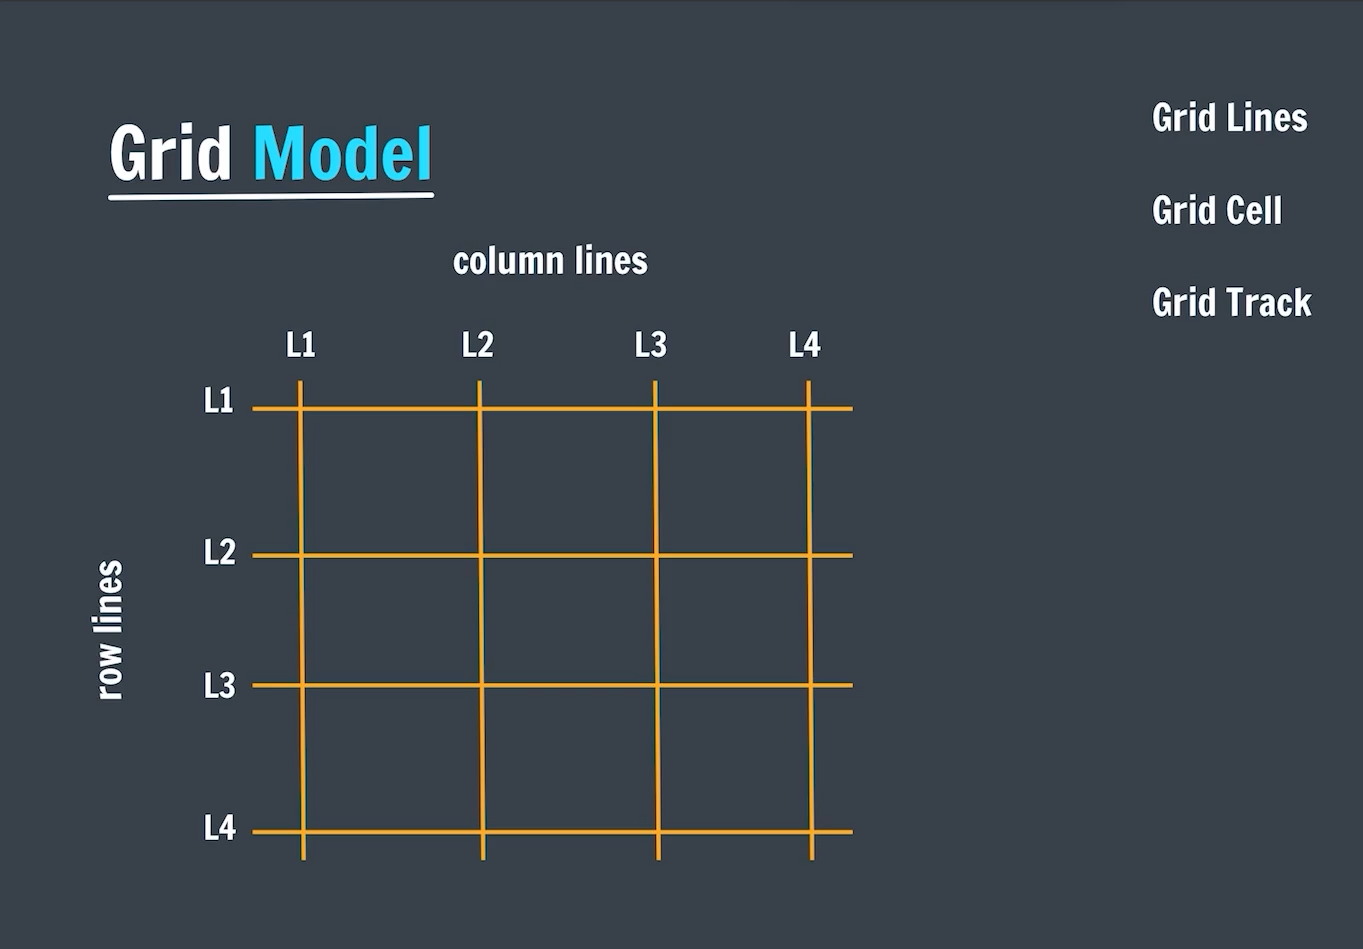 Grid Model
column lines
L1 L2 L3 L4
L1
L2
L3
L4
row lines
Grid Lines
Grid Cell
Grid Track